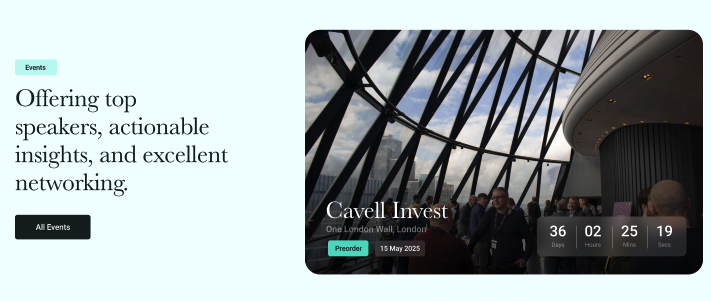 Events
Offering top
speakers, actionable
insights, and excellent
networking.
All Events
Cavell Invest
One London Wall, London
Preorder 15 May 2025
36 02 25 19
Days Hours Mins Secs